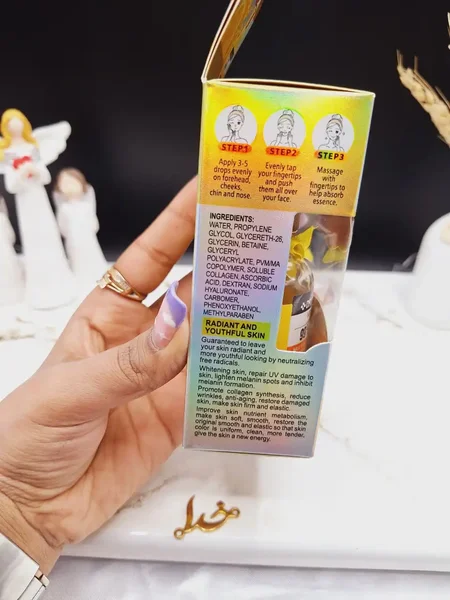 STEP1
Apply 3-5
drops evenly
on forehead,
cheeks,
chin and nose.
STEP2
Evenly tap
your fingertips
and push
them all over
your face.
STEP3
Massage
with
fingertips to
help absorb
essence.
INGREDIENTS:
WATER, PROPYLENE
GLYCOL, GLYCERETH-26,
GLYCERIN, BETAINE,
GLYCERYL
POLYACRYLATE, PVM/MA
COPOLYMER, SOLUBLE
COLLAGEN, ASCORBIC
ACID, DEXTRAN, SODIUM
HYALURONATE,
CARBOMER,
PHENOXYETHANOL,
METHYLPARABEN
RADIANT AND
YOUTHFUL SKIN
Guaranteed to leave
your skin radiant and
more youthful looking by neutralizing
free radicals.
Whitening skin, repair UV damage to
skin, lighten melanin spots and inhibit
melanin formation.
Promote collagen synthesis, reduce
wrinkles, anti-aging, restore damaged
skin, make skin firm and elastic.
Improve skin nutrient metabolism,
make skin soft, smooth, restore the
original smooth and elastic so that skin
color is uniform, clean, more tender,
give the skin a new energy.
خدا